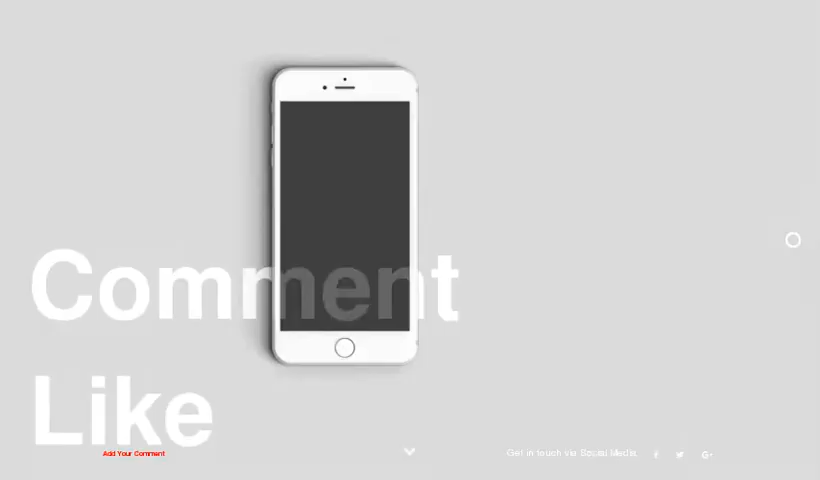 Comment
Like
Add Your Comment
Get in touch via Social Media.
f
G+